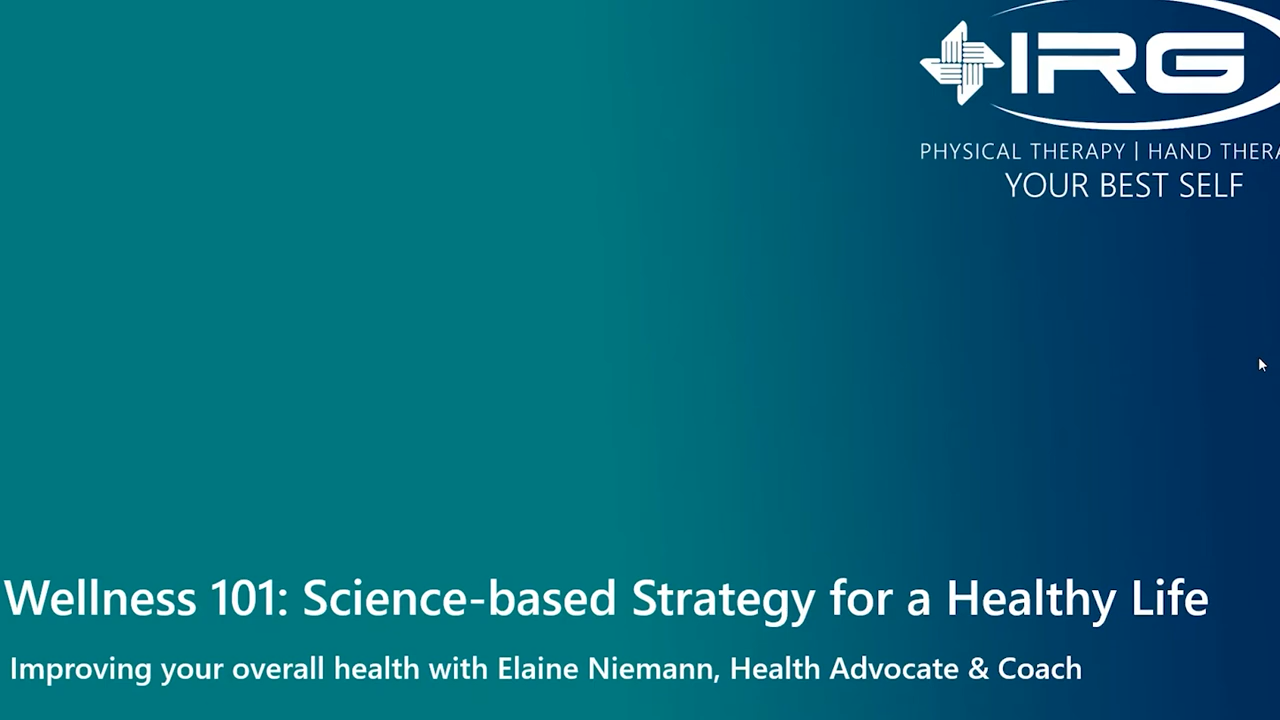 IRG
PHYSICAL THERAPY | HAND
YOUR BEST SELF
Wellness 101: Science-based Strategy for a Healthy Life
Improving your overall health with Elaine Niemann, Health Advocate & Coach